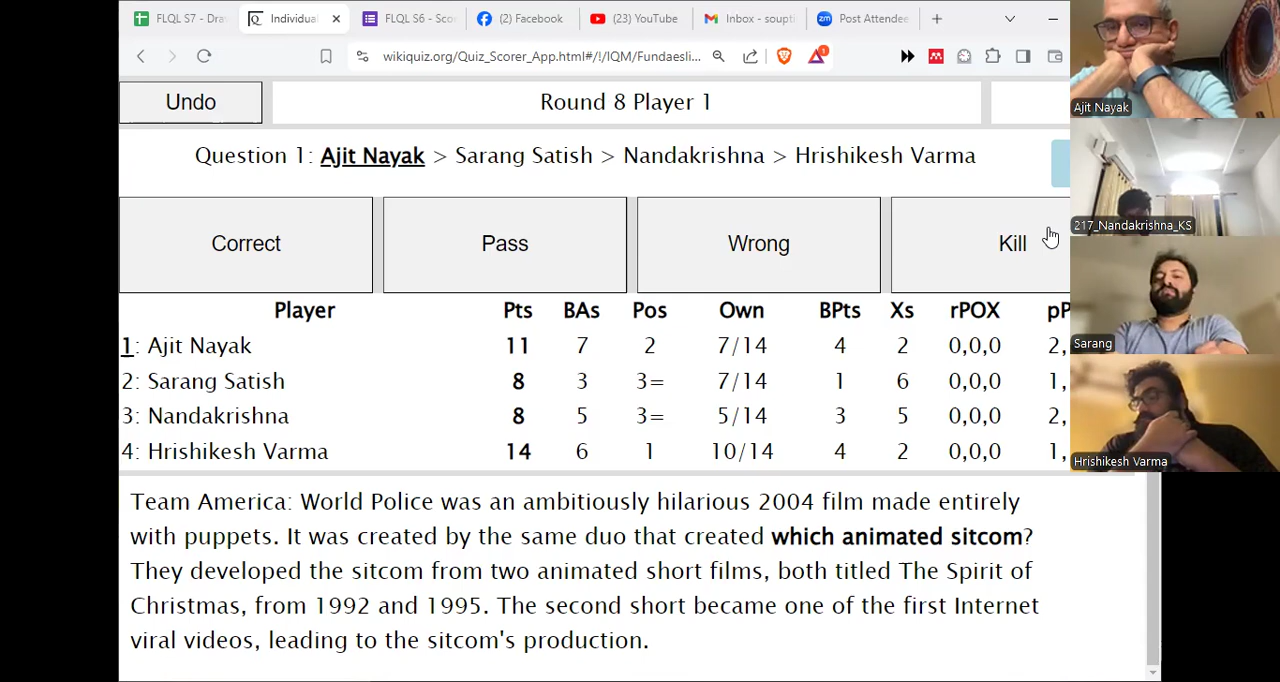 FLQL S7 - Dra
Individual
FLQL S6 - Sco
(2) Facebook
(23) YouTube
Inbox - soupti
Post Attendee
wikiquiz.org/Quiz_Scorer_App.html#/!/IQM/Fundaesli...
1
Undo
Round 8 Player 1
Question 1: Ajit Nayak > Sarang Satish > Nandakrishna > Hrishikesh Varma
Correct
Pass
Wrong
Kill
Player Pts BAs Pos Own BPts Xs rPOX pP
1: Ajit Nayak 11 7 2 7/14 4 2 0,0,0 2,
2: Sarang Satish 8 3 3= 7/14 1 6 0,0,0 1,
3: Nandakrishna 8 5 3= 5/14 3 5 0,0,0 2,
4: Hrishikesh Varma 14 6 1 10/14 4 2 0,0,0 1,
Team America: World Police was an ambitiously hilarious 2004 film made entirely
with puppets. It was created by the same duo that created which animated sitcom?
They developed the sitcom from two animated short films, both titled The Spirit of
Christmas, from 1992 and 1995. The second short became one of the first Internet
viral videos, leading to the sitcom's production.
Ajit Nayak
217_Nandakrishna_KS
Sarang
Hrishikesh Varma